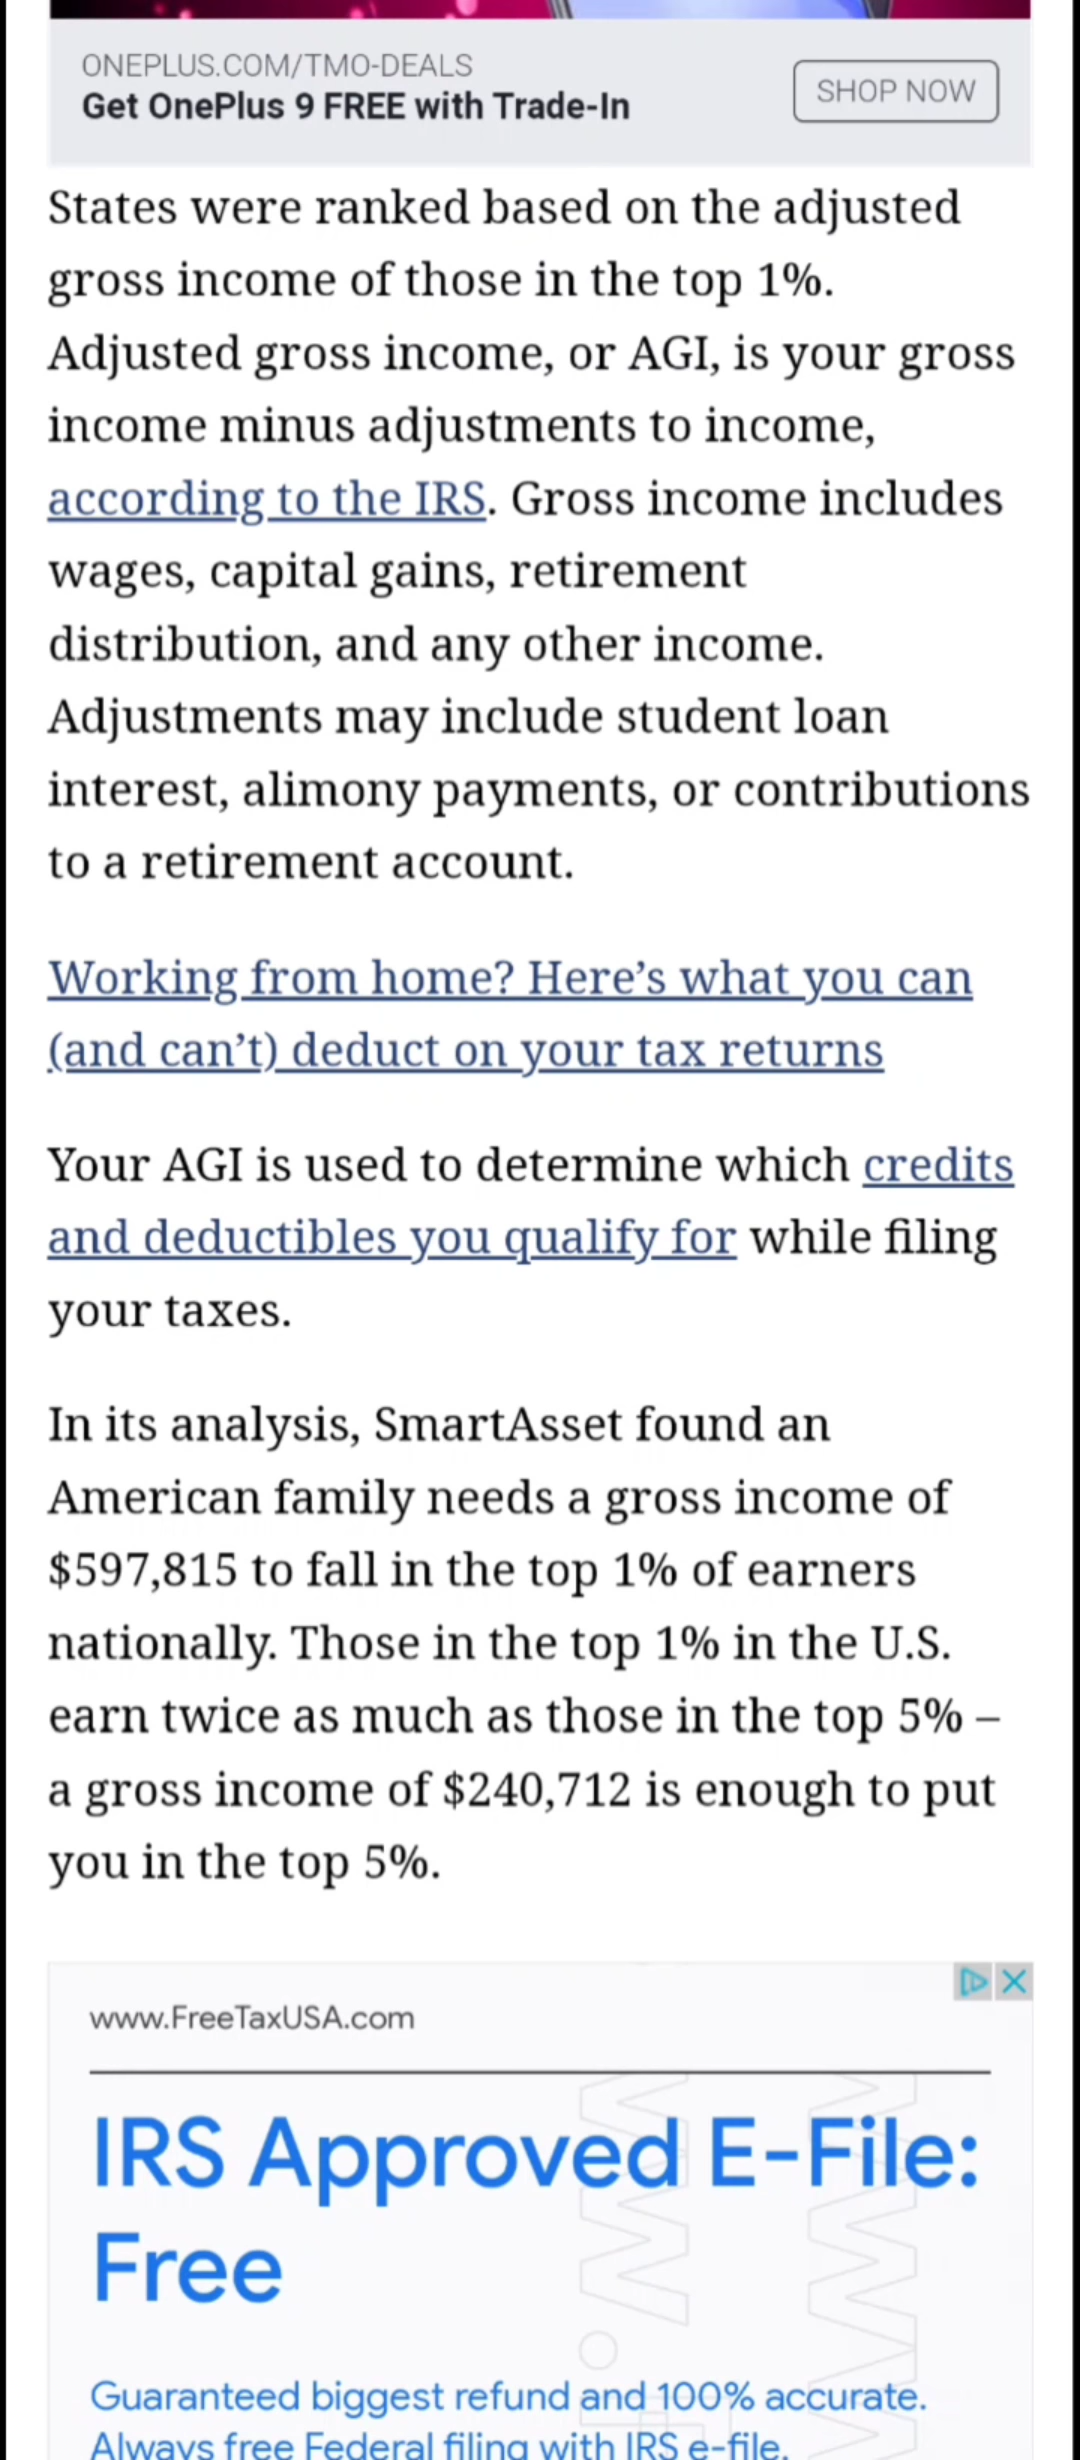 ONEPLUS.COM/TMO-DEALS
Get OnePlus 9 FREE with Trade-In
SHOP NOW
States were ranked based on the adjusted
gross income of those in the top 1%.
Adjusted gross income, or AGI, is your gross
income minus adjustments to income,
according to the IRS. Gross income includes
wages, capital gains, retirement
distribution, and any other income.
Adjustments may include student loan
interest, alimony payments, or contributions
to a retirement account.
Working from home? Here’s what you can
(and can’t) deduct on your tax returns
Your AGI is used to determine which credits
and deductibles you qualify for while filing
your taxes.
In its analysis, SmartAsset found an
American family needs a gross income of
$597,815 to fall in the top 1% of earners
nationally. Those in the top 1% in the U.S.
earn twice as much as those in the top 5% –
a gross income of $240,712 is enough to put
you in the top 5%.
www.FreeTaxUSA.com
IRS Approved E-File:
Free
Guaranteed biggest refund and 100% accurate.
Always free Federal filing with IRS e-file.